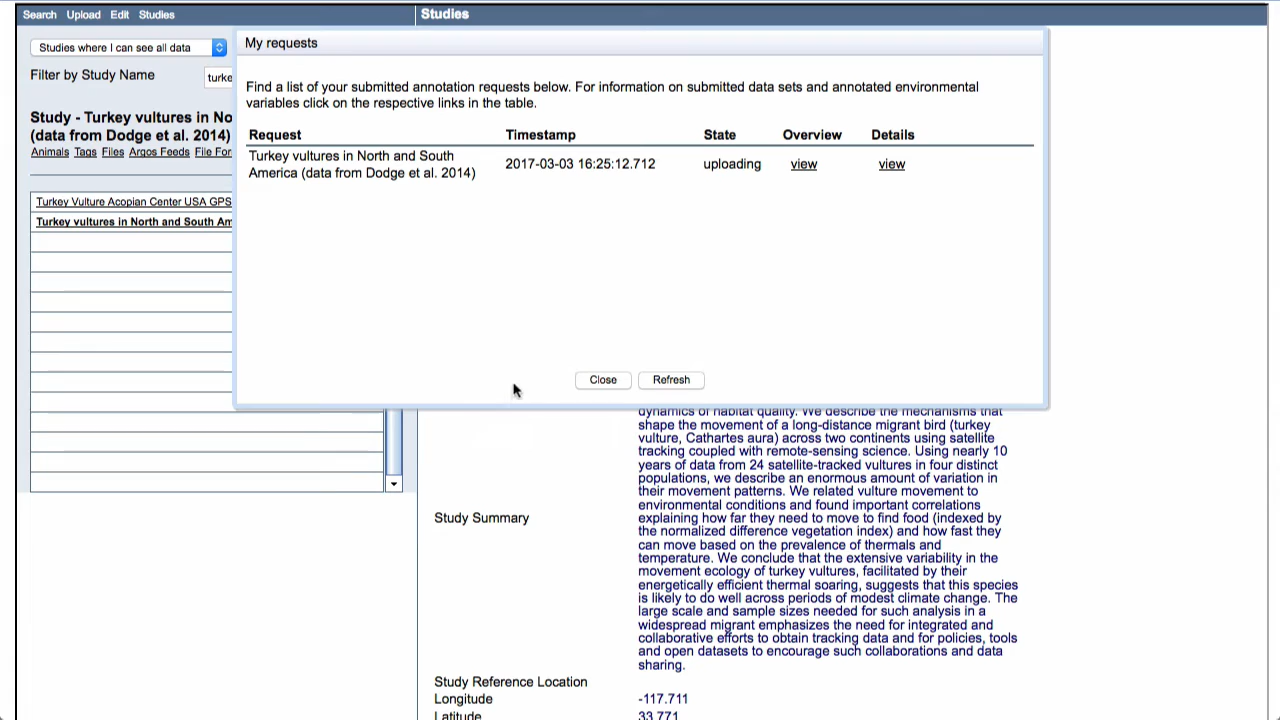 Search Upload Edit Studies
Studies
Studies where I can see all data
Filter by Study Name turke
Study - Turkey vultures in No
(data from Dodge et al. 2014)
Animals Tags Files Argos Feeds File For
Turkey Vulture Acopian Center USA GPS
Turkey vultures in North and South Am
My requests
Find a list of your submitted annotation requests below. For information on submitted data sets and annotated environmental
variables click on the respective links in the table.
Request Timestamp State Overview Details
Turkey vultures in North and South
America (data from Dodge et al. 2014) 2017-03-03 16:25:12.712 uploading view view
Close Refresh
dynamics of habitat quality. We describe the mechanisms that
shape the movement of a long-distance migrant bird (turkey
vulture, Cathartes aura) across two continents using satellite
tracking coupled with remote-sensing science. Using nearly 10
years of data from 24 satellite-tracked vultures in four distinct
populations, we describe an enormous amount of variation in
their movement patterns. We related vulture movement to
environmental conditions and found important correlations
Study Summary explaining how far they need to move to find food (indexed by
the normalized difference vegetation index) and how fast they
can move based on the prevalence of thermals and
temperature. We conclude that the extensive variability in the
movement ecology of turkey vultures, facilitated by their
energetically efficient thermal soaring, suggests that this species
is likely to do well across periods of modest climate change. The
large scale and sample sizes needed for such analysis in a
widespread migrant emphasizes the need for integrated and
collaborative efforts to obtain tracking data and for policies, tools
and open datasets to encourage such collaborations and data
sharing.
Study Reference Location
Longitude -117.711
Latitude 33.771